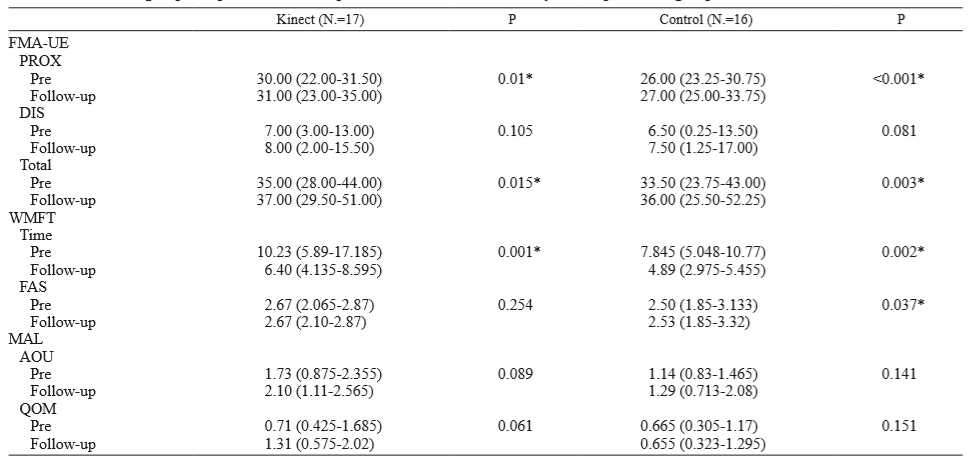 Kinect (N.=17) P Control (N.=16) P
FMA-UE
PROX
Pre 30.00 (22.00-31.50) 0.01* 26.00 (23.25-30.75) <0.001*
Follow-up 31.00 (23.00-35.00) 27.00 (25.00-33.75)
DIS
Pre 7.00 (3.00-13.00) 0.105 6.50 (0.25-13.50) 0.081
Follow-up 8.00 (2.00-15.50) 7.50 (1.25-17.00)
Total
Pre 35.00 (28.00-44.00) 0.015* 33.50 (23.75-43.00) 0.003*
Follow-up 37.00 (29.50-51.00) 36.00 (25.50-52.25)
WMFT
Time
Pre 10.23 (5.89-17.185) 0.001* 7.845 (5.048-10.77) 0.002*
Follow-up 6.40 (4.135-8.595) 4.89 (2.975-5.455)
FAS
Pre 2.67 (2.065-2.87) 0.254 2.50 (1.85-3.133) 0.037*
Follow-up 2.67 (2.10-2.87) 2.53 (1.85-3.32)
MAL
AOU
Pre 1.73 (0.875-2.355) 0.089 1.14 (0.83-1.465) 0.141
Follow-up 2.10 (1.11-2.565) 1.29 (0.713-2.08)
QOM
Pre 0.71 (0.425-1.685) 0.061 0.665 (0.305-1.17) 0.151
Follow-up 1.31 (0.575-2.02) 0.655 (0.323-1.295)